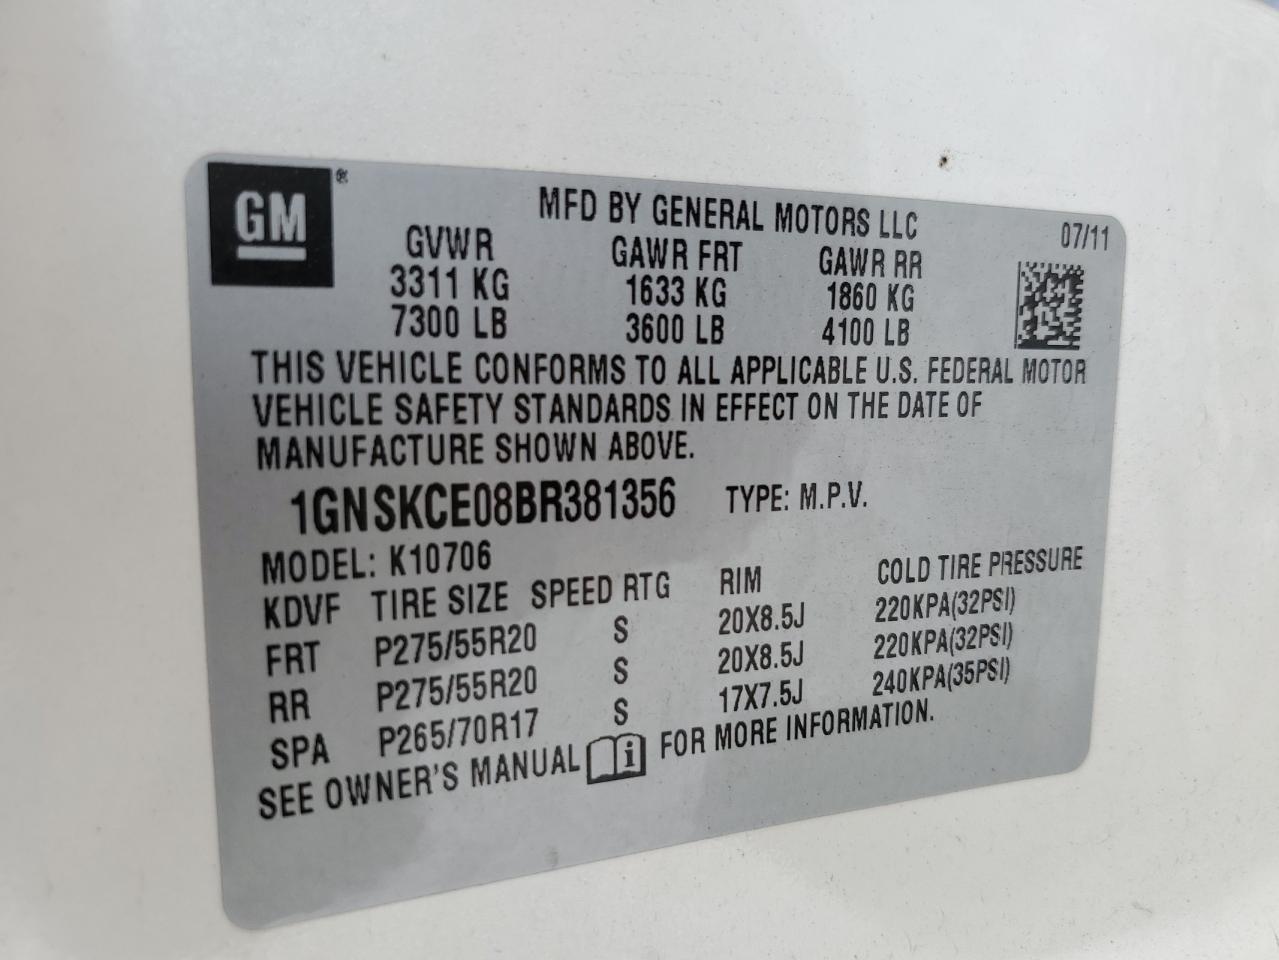 GM®
MFD BY GENERAL MOTORS LLC 07/11
GVWR GAWR FRT GAWR RR
3311 KG 1633 KG 1860 KG
7300 LB 3600 LB 4100 LB
THIS VEHICLE CONFORMS TO ALL APPLICABLE U.S. FEDERAL MOTOR
VEHICLE SAFETY STANDARDS IN EFFECT ON THE DATE OF
MANUFACTURE SHOWN ABOVE.
1GNSKCE08BR381356 TYPE: M.P.V.
MODEL: K10706
KDVF TIRE SIZE SPEED RTG RIM COLD TIRE PRESSURE
FRT P275/55R20 S 20X8.5J 220KPA(32PSI)
RR P275/55R20 S 20X8.5J 220KPA(32PSI)
SPA P265/70R17 S 17X7.5J 240KPA(35PSI)
SEE OWNER'S MANUAL i FOR MORE INFORMATION.